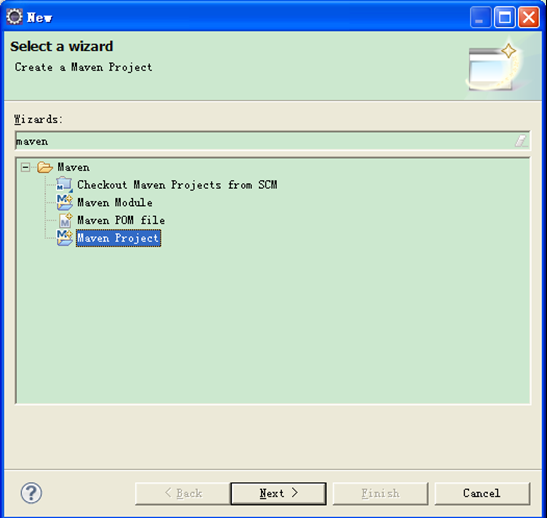 New
Select a wizard
Create a Maven Project
Wizards:
maven
Maven
Checkout Maven Projects from SCM
Maven Module
Maven POM file
Maven Project
< Back
Next >
Finish
Cancel